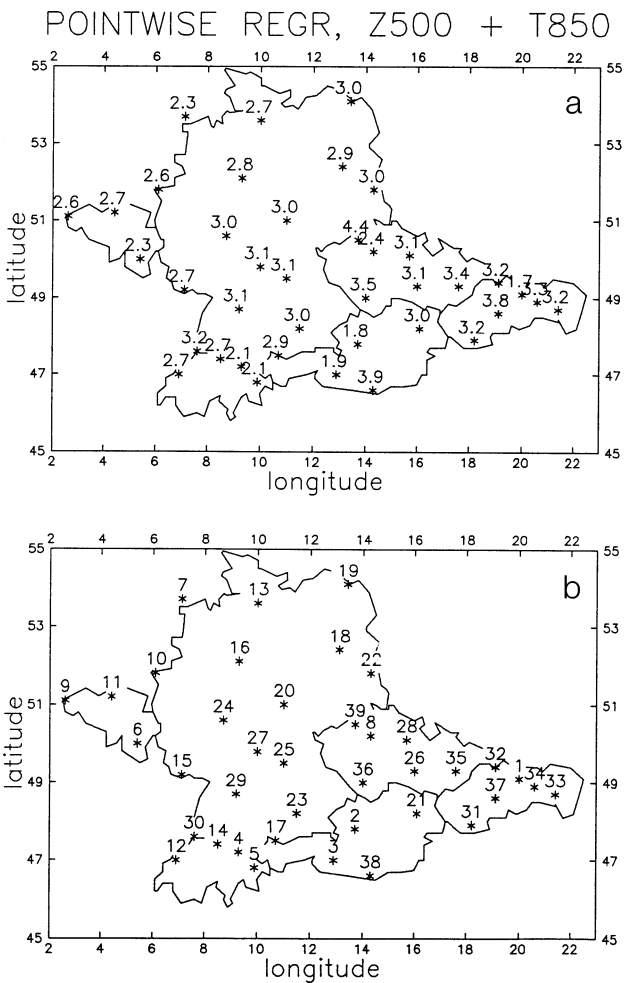 POINTWISE REGR, Z500 + T850
2 4 6 8 10 12 14 16 18 20 22
55 55
a
3.0
2.3 2.7
53 53
2.9
2.8
2.6 3.0
2.6 2.7
51 51
3.0 3.0
4.4 2.4 3.1
2.3
3.1 3.1
3.1 3.4 3.2 1.7
2.7 3.5 3.3
49 49
3.1 3.8 3.2
3.0 3.0
3.2 1.8 3.2
2.7 2.7 2.1 2.9
2.1 1.9
47 47
3.9
45 45
2 4 6 8 10 12 14 16 18 20 22
latitude
longitude
2 4 6 8 10 12 14 16 18 20 22
55 55
b
19
7 13
53 53
18
16
10 22
9 11
51 51
24 20
39 8 28
6
27 25
26 35 32 1
15 36 34
49 49
29 37 33
23 21
30 2 31
12 14 4 17
5 3
47 47
38
45 45
2 4 6 8 10 12 14 16 18 20 22
latitude
longitude